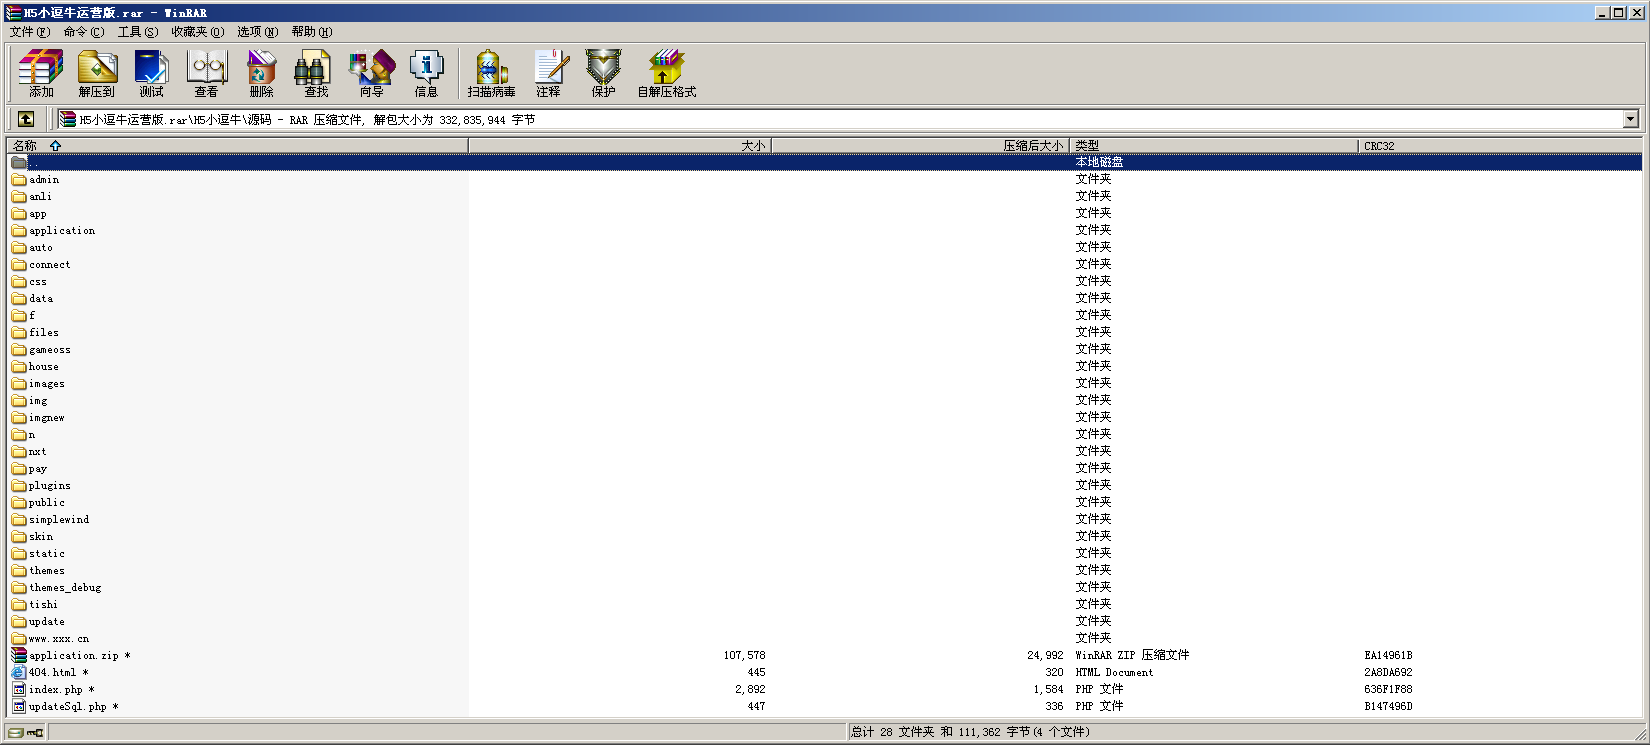 H5小逗牛运营版.rar - WinRAR
文件(F) 命令(C) 工具(S) 收藏夹(O) 选项(N) 帮助(H)
添加 解压到 测试 查看 删除 查找 向导 信息 扫描病毒 注释 保护 自解压格式
H5小逗牛运营版.rar\H5小逗牛\源码 - RAR 压缩文件, 解包大小为 332,835,944 字节
名称 大小 压缩后大小 类型 CRC32
.. 本地磁盘
admin 文件夹
anli 文件夹
app 文件夹
application 文件夹
auto 文件夹
connect 文件夹
css 文件夹
data 文件夹
f 文件夹
files 文件夹
gameoss 文件夹
house 文件夹
images 文件夹
img 文件夹
imgnew 文件夹
n 文件夹
nxt 文件夹
pay 文件夹
plugins 文件夹
public 文件夹
simplewind 文件夹
skin 文件夹
static 文件夹
themes 文件夹
themes_debug 文件夹
tishi 文件夹
update 文件夹
www.xxx.cn 文件夹
application.zip * 107,578 24,992 WinRAR ZIP 压缩文件 EA14961B
404.html * 445 320 HTML Document 2A8DA692
index.php * 2,892 1,584 PHP 文件 636F1F88
updateSql.php * 447 336 PHP 文件 B147496D
总计 28 文件夹 和 111,362 字节(4 个文件)